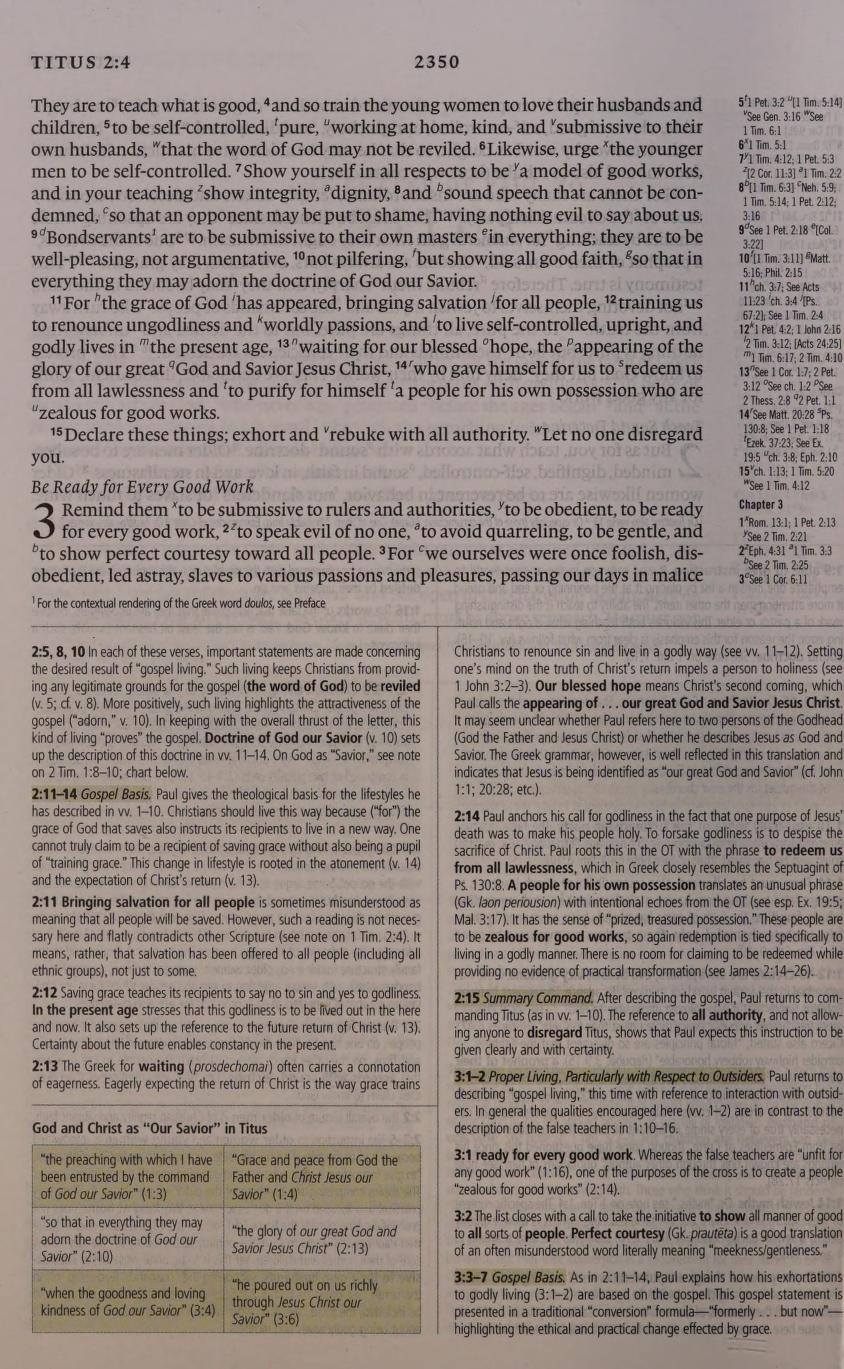 TITUS 2:4
2350
They are to teach what is good, ⁴and so train the young women to love their husbands and
children, ⁵to be self-controlled, ᵗpure, ᵘworking at home, kind, and ᵛsubmissive to their
own husbands, ʷthat the word of God may not be reviled. ⁶Likewise, urge ˣthe younger
men to be self-controlled. ⁷Show yourself in all respects to be ʸa model of good works,
and in your teaching ᶻshow integrity, ᵃdignity, ⁸and ᵇsound speech that cannot be con-
demned, ᶜso that an opponent may be put to shame, having nothing evil to say about us.
⁹ᵈBondservants¹ are to be submissive to their own masters ᵉin everything; they are to be
well-pleasing, not argumentative, ¹⁰not pilfering, ᶠbut showing all good faith, ᵍso that in
everything they may adorn the doctrine of God our Savior.
¹¹For ʰthe grace of God ⁱhas appeared, bringing salvation ʲfor all people, ¹²training us
to renounce ungodliness and ᵏworldly passions, and ˡto live self-controlled, upright, and
godly lives in ᵐthe present age, ¹³ⁿwaiting for our blessed ᵒhope, the ᵖappearing of the
glory of our great ᑫGod and Savior Jesus Christ, ¹⁴ʳwho gave himself for us to ˢredeem us
from all lawlessness and ᵗto purify for himself ᵗa people for his own possession who are
ᵘzealous for good works.
¹⁵Declare these things; exhort and ᵛrebuke with all authority. ʷLet no one disregard
you.
Be Ready for Every Good Work
3 Remind them ˣto be submissive to rulers and authorities, ʸto be obedient, to be ready
for every good work, ²ᶻto speak evil of no one, ᵃto avoid quarreling, to be gentle, and
ᵇto show perfect courtesy toward all people. ³For ᶜwe ourselves were once foolish, dis-
obedient, led astray, slaves to various passions and pleasures, passing our days in malice
¹ For the contextual rendering of the Greek word doulos, see Preface
5ᵗ1 Pet. 3:2 ᵘ[1 Tim. 5:14]
ᵛSee Gen. 3:16 ʷSee
1 Tim. 6:1
6ˣ1 Tim. 5:1
7ʸ1 Tim. 4:12; 1 Pet. 5:3
ᶻ[2 Cor. 11:3] ᵃ1 Tim. 2:2
8ᵇ[1 Tim. 6:3] ᶜNeh. 5:9;
1 Tim. 5:14; 1 Pet. 2:12;
3:16
9ᵈSee 1 Pet. 2:18 ᵉ[Col.
3:22]
10ᶠ[1 Tim. 3:11] ᵍMatt.
5:16; Phil. 2:15
11ʰch. 3:7; See Acts
11:23 ⁱch. 3:4 ʲ[Ps.
67:2]; See 1 Tim. 2:4
12ᵏ1 Pet. 4:2; 1 John 2:16
ˡ2 Tim. 3:12; [Acts 24:25]
ᵐ1 Tim. 6:17; 2 Tim. 4:10
13ⁿSee 1 Cor. 1:7; 2 Pet.
3:12 ᵒSee ch. 1:2 ᵖSee
2 Thess. 2:8 ᑫ2 Pet. 1:1
14ʳSee Matt. 20:28 ˢPs.
130:8; See 1 Pet. 1:18
ᵗEzek. 37:23; See Ex.
19:5 ᵘch. 3:8; Eph. 2:10
15ᵛch. 1:13; 1 Tim. 5:20
ʷSee 1 Tim. 4:12
Chapter 3
1ˣRom. 13:1; 1 Pet. 2:13
ʸSee 2 Tim. 2:21
2ᶻEph. 4:31 ᵃ1 Tim. 3:3
ᵇSee 2 Tim. 2:25
3ᶜSee 1 Cor. 6:11
2:5, 8, 10 In each of these verses, important statements are made concerning
the desired result of “gospel living.” Such living keeps Christians from provid-
ing any legitimate grounds for the gospel (the word of God) to be reviled
(v. 5; cf. v. 8). More positively, such living highlights the attractiveness of the
gospel (“adorn,” v. 10). In keeping with the overall thrust of the letter, this
kind of living “proves” the gospel. Doctrine of God our Savior (v. 10) sets
up the description of this doctrine in vv. 11–14. On God as “Savior,” see note
on 2 Tim. 1:8–10; chart below.
2:11–14 Gospel Basis. Paul gives the theological basis for the lifestyles he
has described in vv. 1–10. Christians should live this way because (“for”) the
grace of God that saves also instructs its recipients to live in a new way. One
cannot truly claim to be a recipient of saving grace without also being a pupil
of “training grace.” This change in lifestyle is rooted in the atonement (v. 14)
and the expectation of Christ's return (v. 13).
2:11 Bringing salvation for all people is sometimes misunderstood as
meaning that all people will be saved. However, such a reading is not neces-
sary here and flatly contradicts other Scripture (see note on 1 Tim. 2:4). It
means, rather, that salvation has been offered to all people (including all
ethnic groups), not just to some.
2:12 Saving grace teaches its recipients to say no to sin and yes to godliness.
In the present age stresses that this godliness is to be lived out in the here
and now. It also sets up the reference to the future return of Christ (v. 13).
Certainty about the future enables constancy in the present.
2:13 The Greek for waiting (prosdechomai) often carries a connotation
of eagerness. Eagerly expecting the return of Christ is the way grace trains
God and Christ as “Our Savior” in Titus
“the preaching with which I have
been entrusted by the command
of God our Savior” (1:3)
“Grace and peace from God the
Father and Christ Jesus our
Savior” (1:4)
“so that in everything they may
adorn the doctrine of God our
Savior” (2:10)
“the glory of our great God and
Savior Jesus Christ” (2:13)
“when the goodness and loving
kindness of God our Savior” (3:4)
“he poured out on us richly
through Jesus Christ our
Savior” (3:6)
Christians to renounce sin and live in a godly way (see vv. 11–12). Setting
one's mind on the truth of Christ's return impels a person to holiness (see
1 John 3:2–3). Our blessed hope means Christ's second coming, which
Paul calls the appearing of . . . our great God and Savior Jesus Christ.
It may seem unclear whether Paul refers here to two persons of the Godhead
(God the Father and Jesus Christ) or whether he describes Jesus as God and
Savior. The Greek grammar, however, is well reflected in this translation and
indicates that Jesus is being identified as “our great God and Savior” (cf. John
1:1; 20:28; etc.).
2:14 Paul anchors his call for godliness in the fact that one purpose of Jesus'
death was to make his people holy. To forsake godliness is to despise the
sacrifice of Christ. Paul roots this in the OT with the phrase to redeem us
from all lawlessness, which in Greek closely resembles the Septuagint of
Ps. 130:8. A people for his own possession translates an unusual phrase
(Gk. laon periousion) with intentional echoes from the OT (see esp. Ex. 19:5;
Mal. 3:17). It has the sense of “prized, treasured possession.” These people are
to be zealous for good works, so again redemption is tied specifically to
living in a godly manner. There is no room for claiming to be redeemed while
providing no evidence of practical transformation (see James 2:14–26).
2:15 Summary Command. After describing the gospel, Paul returns to com-
manding Titus (as in vv. 1–10). The reference to all authority, and not allow-
ing anyone to disregard Titus, shows that Paul expects this instruction to be
given clearly and with certainty.
3:1–2 Proper Living, Particularly with Respect to Outsiders. Paul returns to
describing “gospel living,” this time with reference to interaction with outsid-
ers. In general the qualities encouraged here (vv. 1–2) are in contrast to the
description of the false teachers in 1:10–16.
3:1 ready for every good work. Whereas the false teachers are “unfit for
any good work” (1:16), one of the purposes of the cross is to create a people
“zealous for good works” (2:14).
3:2 The list closes with a call to take the initiative to show all manner of good
to all sorts of people. Perfect courtesy (Gk. prautēta) is a good translation
of an often misunderstood word literally meaning “meekness/gentleness.”
3:3–7 Gospel Basis. As in 2:11–14, Paul explains how his exhortations
to godly living (3:1–2) are based on the gospel. This gospel statement is
presented in a traditional “conversion” formula—“formerly . . . but now”—
highlighting the ethical and practical change effected by grace.